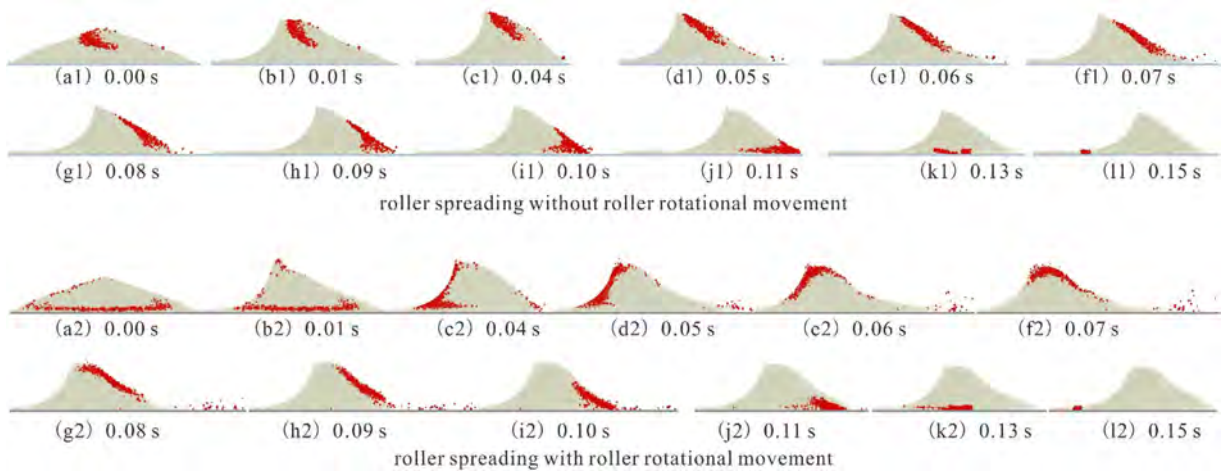 (a1) 0.00 s (b1) 0.01 s (c1) 0.04 s (d1) 0.05 s (e1) 0.06 s (f1) 0.07 s
(g1) 0.08 s (h1) 0.09 s (i1) 0.10 s (j1) 0.11 s (k1) 0.13 s (l1) 0.15 s
roller spreading without roller rotational movement
(a2) 0.00 s (b2) 0.01 s (c2) 0.04 s (d2) 0.05 s (e2) 0.06 s (f2) 0.07 s
(g2) 0.08 s (h2) 0.09 s (i2) 0.10 s (j2) 0.11 s (k2) 0.13 s (l2) 0.15 s
roller spreading with roller rotational movement